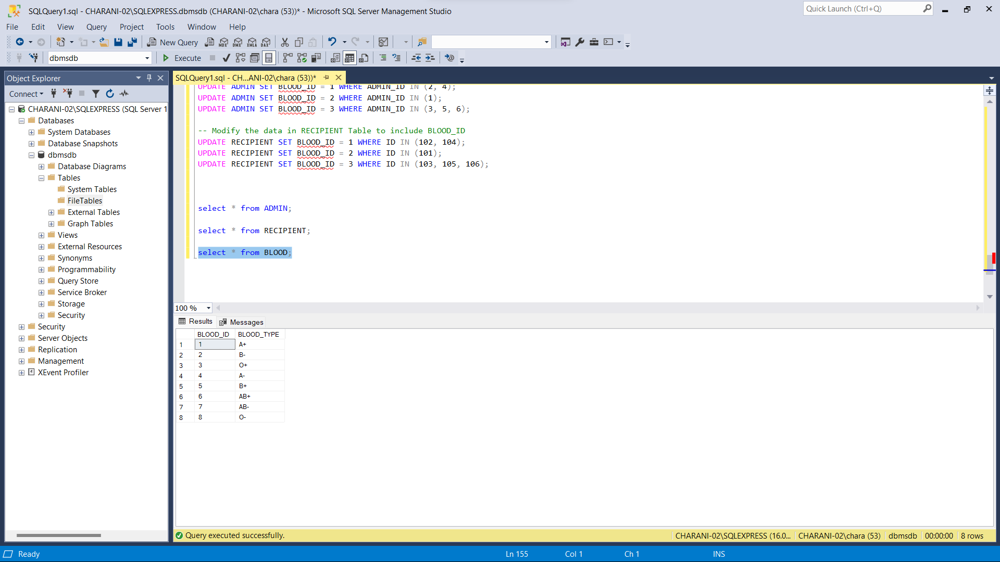 SQLQuery1.sql - CHARANI-02\SQLEXPRESS.dbmsdb (CHARANI-02\chara (53))* - Microsoft SQL Server Management Studio
Quick Launch (Ctrl+Q)
File Edit View Query Project Tools Window Help
New Query MDX DMX XMLA DAX
dbmsdb Execute
Object Explorer
Connect
CHARANI-02\SQLEXPRESS (SQL Server 1
Databases
System Databases
Database Snapshots
dbmsdb
Database Diagrams
Tables
System Tables
FileTables
External Tables
Graph Tables
Views
External Resources
Synonyms
Programmability
Query Store
Service Broker
Storage
Security
Security
Server Objects
Replication
Management
XEvent Profiler
SQLQuery1.sql - CH...ANI-02\chara (53))*
UPDATE ADMIN SET BLOOD_ID = 1 WHERE ADMIN_ID IN (2, 4);
UPDATE ADMIN SET BLOOD_ID = 2 WHERE ADMIN_ID IN (1);
UPDATE ADMIN SET BLOOD_ID = 3 WHERE ADMIN_ID IN (3, 5, 6);
-- Modify the data in RECIPIENT Table to include BLOOD_ID
UPDATE RECIPIENT SET BLOOD_ID = 1 WHERE ID IN (102, 104);
UPDATE RECIPIENT SET BLOOD_ID = 2 WHERE ID IN (101);
UPDATE RECIPIENT SET BLOOD_ID = 3 WHERE ID IN (103, 105, 106);
select * from ADMIN;
select * from RECIPIENT;
select * from BLOOD;
100 %
Results Messages
BLOOD_ID BLOOD_TYPE
1 1 A+
2 2 B-
3 3 O+
4 4 A-
5 5 B+
6 6 AB+
7 7 AB-
8 8 O-
Query executed successfully. CHARANI-02\SQLEXPRESS (16.0... CHARANI-02\chara (53) dbmsdb 00:00:00 8 rows
Ready Ln 155 Col 1 Ch 1 INS